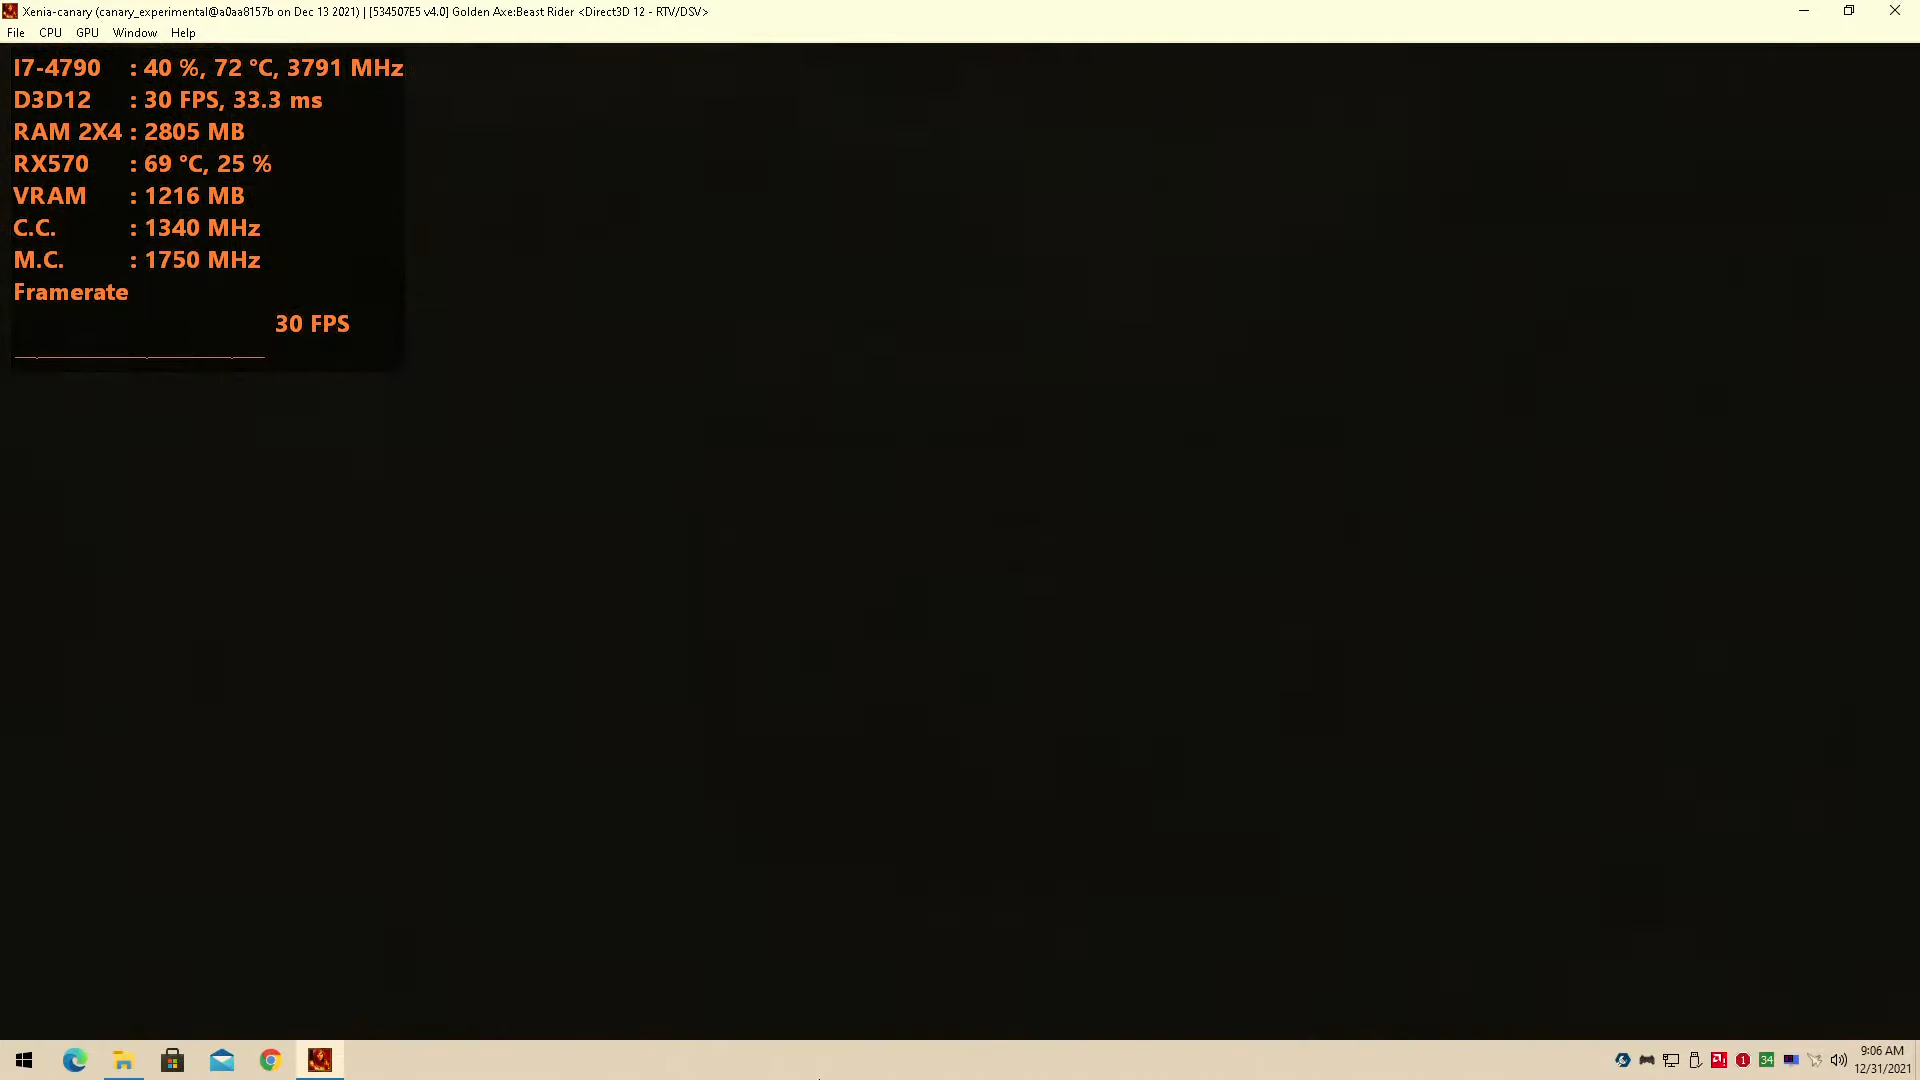 Xenia-canary (canary_experimental@a0aa8157b on Dec 13 2021) | [534507E5 v4.0] Golden Axe:Beast Rider <Direct3D 12 - RTV/DSV>
File CPU GPU Window Help
I7-4790 : 40 %, 72 °C, 3791 MHz
D3D12 : 30 FPS, 33.3 ms
RAM 2X4 : 2805 MB
RX570 : 69 °C, 25 %
VRAM : 1216 MB
C.C. : 1340 MHz
M.C. : 1750 MHz
Framerate
30 FPS
1 34
9:06 AM
12/31/2021